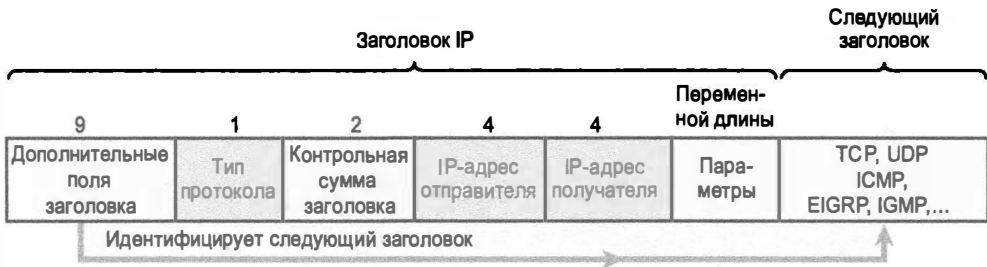 Заголовок IP
Следующий
заголовок
9
1
2
4
4
Перемен-
ной длины
Дополнительные
поля
заголовка
Тип
протокола
Контрольная
сумма
заголовка
IP-адрес
отправителя
IP-адрес
получателя
Пара-
метры
TCP, UDP
ICMP,
EIGRP, IGMP,...
Идентифицирует следующий заголовок